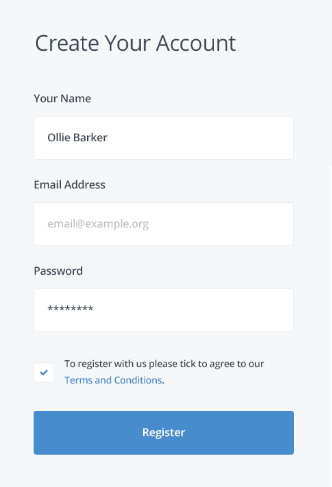 Create Your Account
Your Name
Ollie Barker
Email Address
email@example.org
Password
********
To register with us please tick to agree to our
Terms and Conditions.
Register